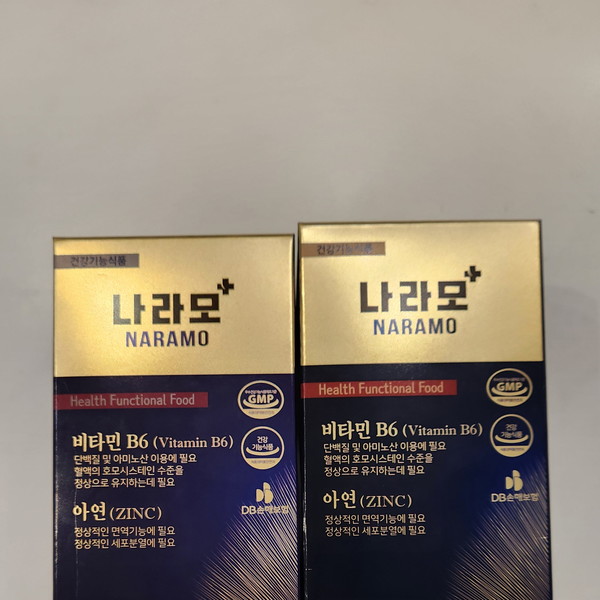 건강기능식품
나라모
NARAMO
Health Functional Food
GMP
비타민 B6 (Vitamin B6)
단백질 및 아미노산 이용에 필요
혈액의 호모시스테인 수준을
정상으로 유지하는데 필요
건강
기능식품
아연 (ZINC)
정상적인 면역기능에 필요
정상적인 세포분열에 필요
DB손해보험
건강기능식품
나라모
NARAMO
Health Functional Food
GMP
비타민 B6 (Vitamin B6)
단백질 및 아미노산 이용에 필요
혈액의 호모시스테인 수준을
정상으로 유지하는데 필요
건강
기능식품
아연 (ZINC)
정상적인 면역기능에 필요
정상적인 세포분열에 필요
DB손해보험